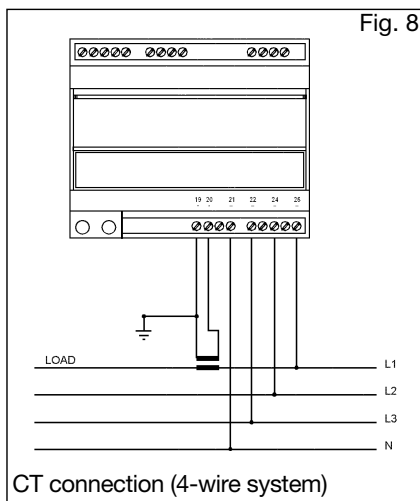 Fig. 8
19 20 21 22 24 26
LOAD
L1
L2
L3
N
CT connection (4-wire system)